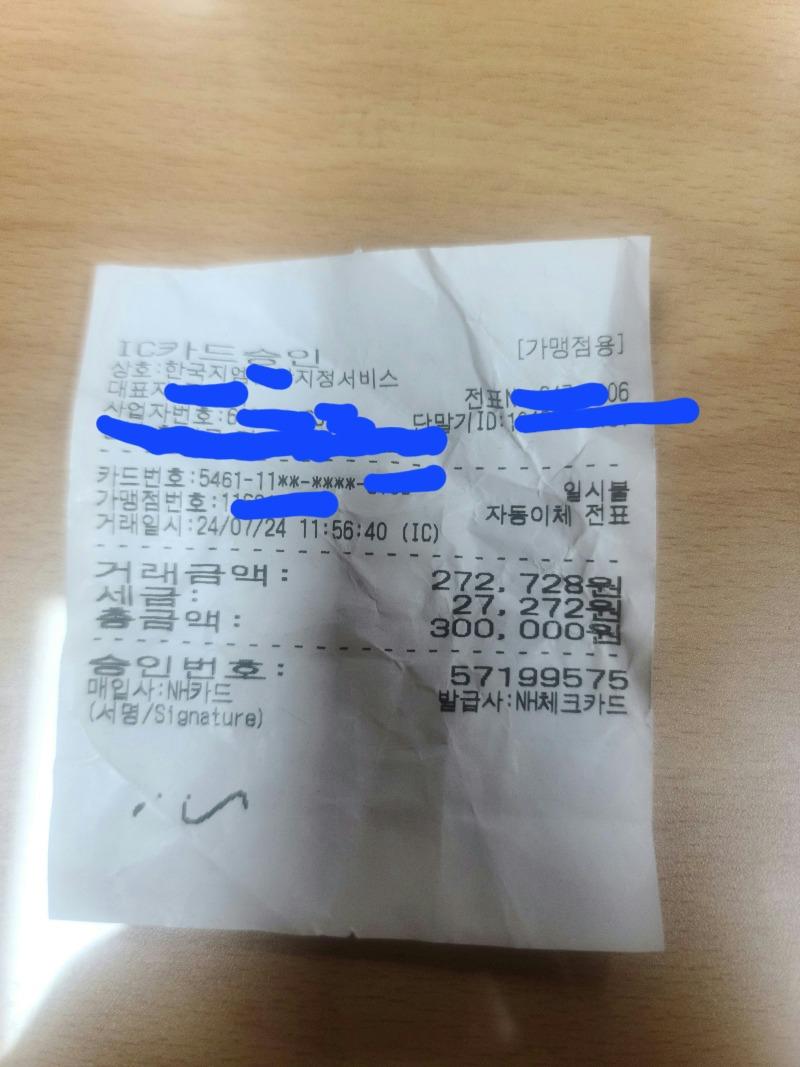 IC카드승인
[가맹점용]
상호:한국지역 지정서비스
대표자
전표N 06
사업자번호:6
단말기ID:1
카드번호:5461-11**-****-
일시불
가맹점번호:11
자동이체 전표
거래일시:24/07/24 11:56:40 (IC)
거래금액: 272,728원
세금: 27,272원
총금액: 300,000원
승인번호: 57199575
매입사:NH카드
발급사:NH체크카드
(서명/Signature)